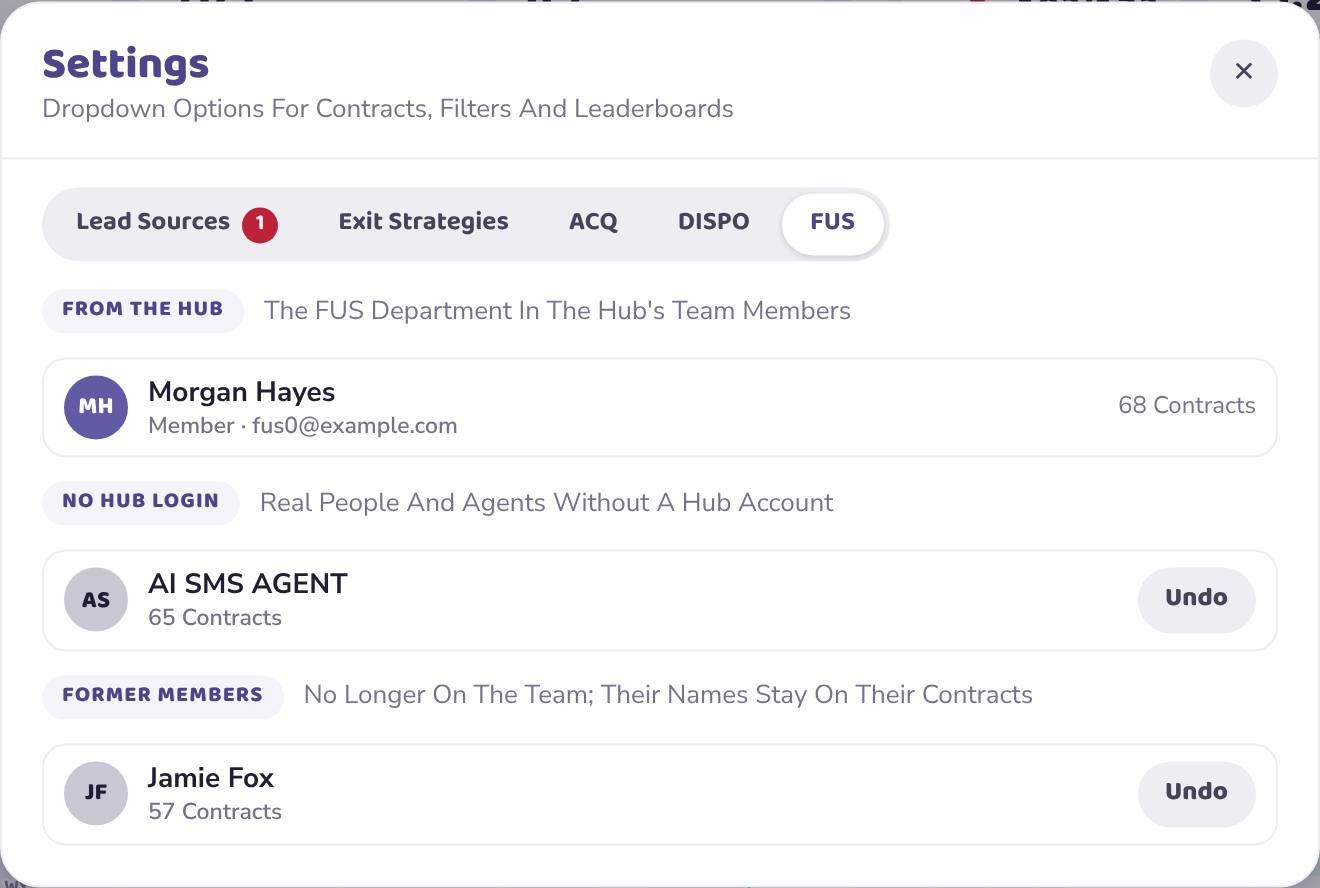 Settings
Dropdown Options For Contracts, Filters And Leaderboards
Lead Sources 1 Exit Strategies ACQ DISPO FUS
FROM THE HUB The FUS Department In The Hub's Team Members
MH Morgan Hayes
Member · fus0@example.com
68 Contracts
NO HUB LOGIN Real People And Agents Without A Hub Account
AS AI SMS AGENT
65 Contracts
Undo
FORMER MEMBERS No Longer On The Team; Their Names Stay On Their Contracts
JF Jamie Fox
57 Contracts
Undo